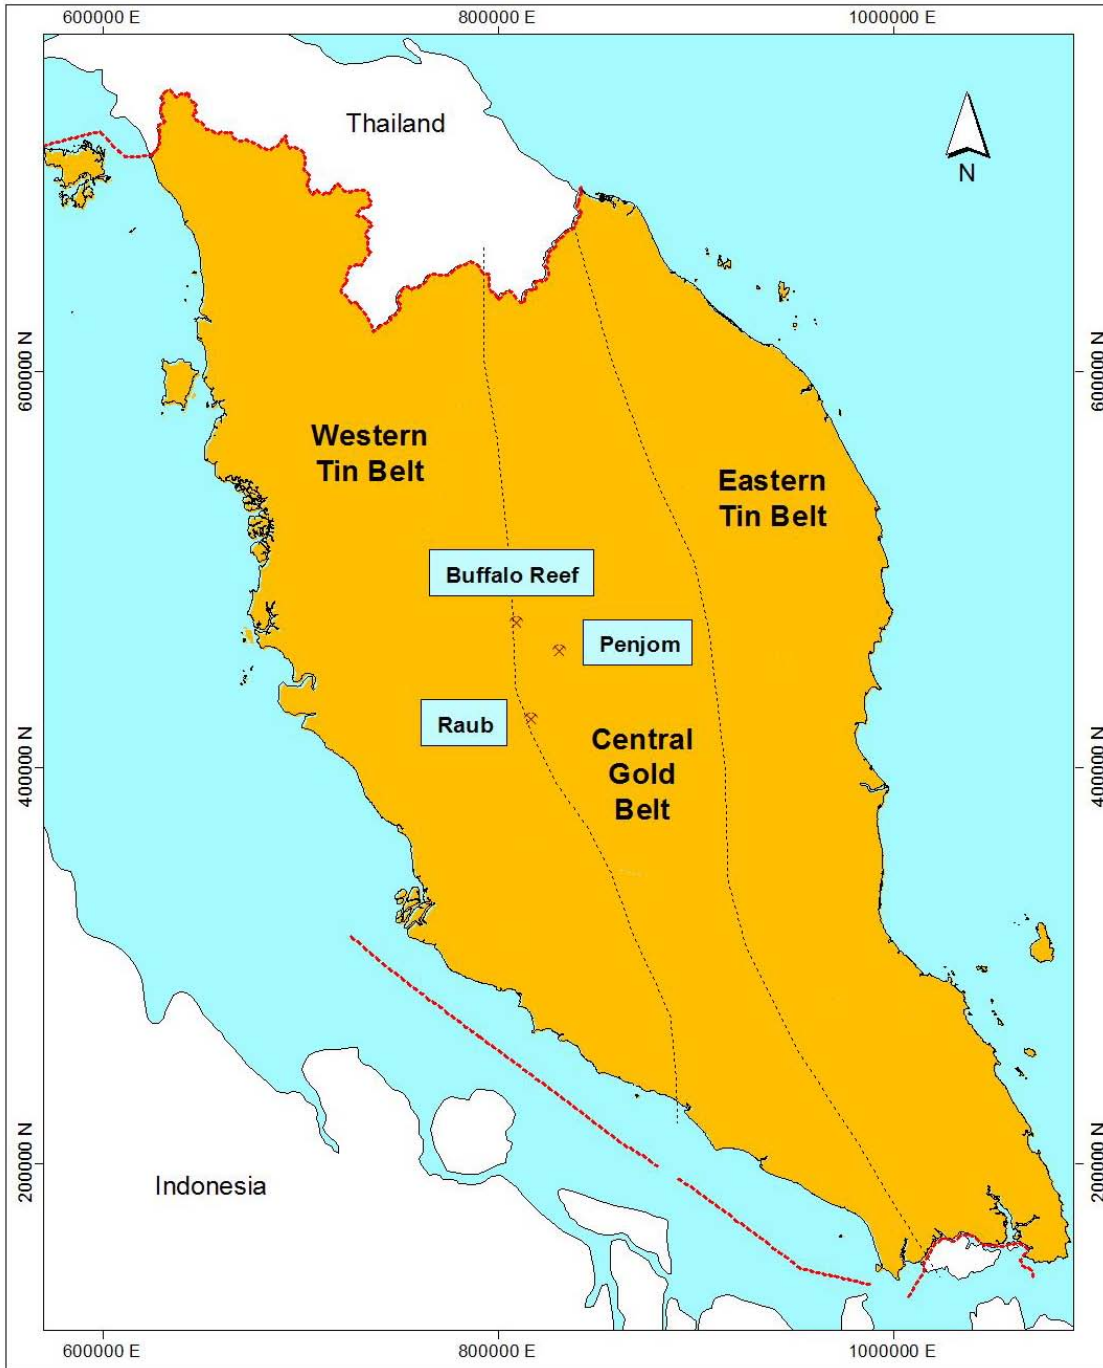 600000 E
800000 E
1000000 E
Thailand
N
600000 N
600000 N
Western
Tin Belt
Eastern
Tin Belt
Buffalo Reef
Penjom
Raub
Central
Gold
Belt
400000 N
400000 N
200000 N
200000 N
Indonesia
600000 E
800000 E
1000000 E